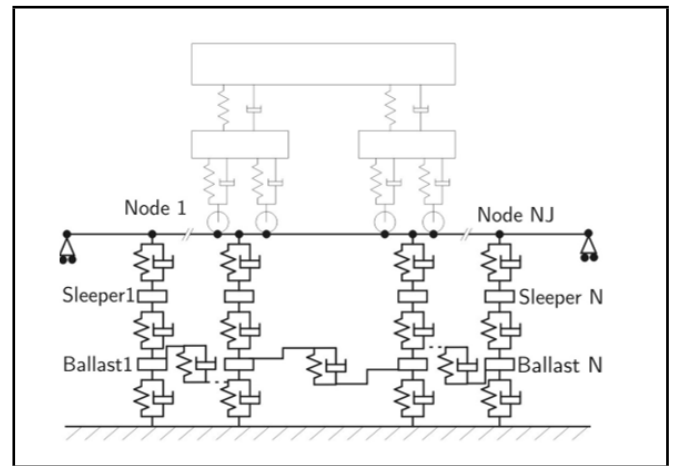 Node 1
Node NJ
Sleeper1
Sleeper N
Ballast1
Ballast N